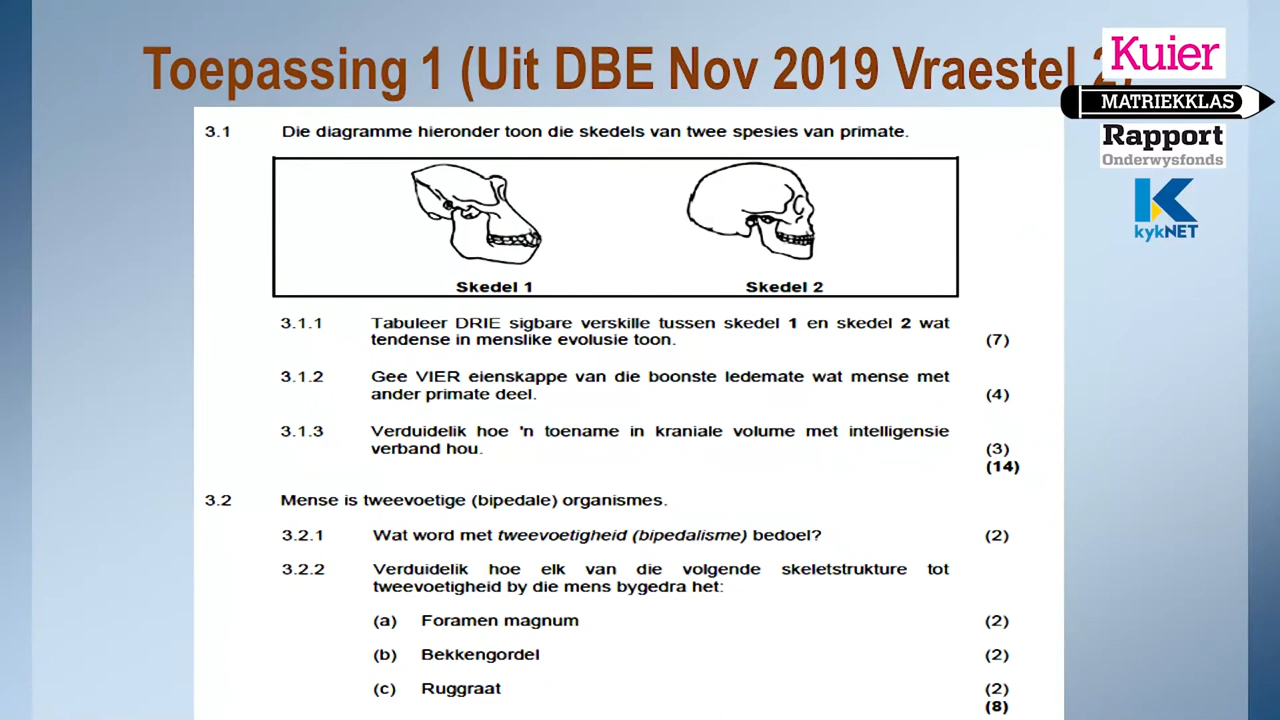 Toepassing 1 (Uit DBE Nov 2019 Vraestel 2)
Kuier
MATRIEKKLAS
Rapport
Onderwysfonds
kykNET
3.1 Die diagramme hieronder toon die skedels van twee spesies van primate.
Skedel 1 Skedel 2
3.1.1 Tabuleer DRIE sigbare verskille tussen skedel 1 en skedel 2 wat
tendense in menslike evolusie toon. (7)
3.1.2 Gee VIER eienskappe van die boonste ledemate wat mense met
ander primate deel. (4)
3.1.3 Verduidelik hoe 'n toename in kraniale volume met intelligensie
verband hou. (3)
(14)
3.2 Mense is tweevoetige (bipedale) organismes.
3.2.1 Wat word met tweevoetigheid (bipedalisme) bedoel? (2)
3.2.2 Verduidelik hoe elk van die volgende skeletstrukture tot
tweevoetigheid by die mens bygedra het:
(a) Foramen magnum (2)
(b) Bekkengordel (2)
(c) Ruggraat (2)
(8)